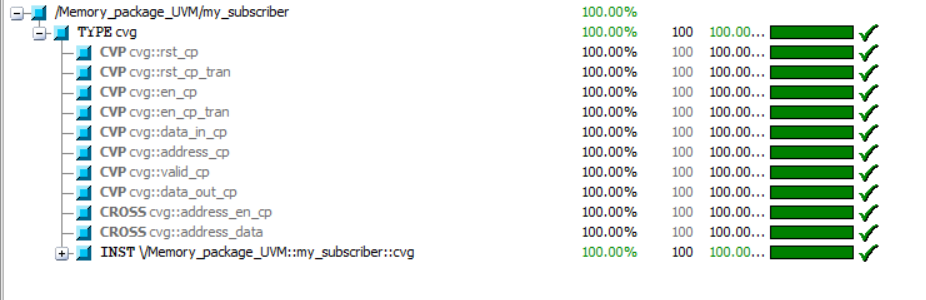 /Memory_package_UVM/my_subscriber 100.00%
TYPE cvg 100.00% 100 100.00...
CVP cvg::rst_cp 100.00% 100 100.00...
CVP cvg::rst_cp_tran 100.00% 100 100.00...
CVP cvg::en_cp 100.00% 100 100.00...
CVP cvg::en_cp_tran 100.00% 100 100.00...
CVP cvg::data_in_cp 100.00% 100 100.00...
CVP cvg::address_cp 100.00% 100 100.00...
CVP cvg::valid_cp 100.00% 100 100.00...
CVP cvg::data_out_cp 100.00% 100 100.00...
CROSS cvg::address_en_cp 100.00% 100 100.00...
CROSS cvg::address_data 100.00% 100 100.00...
INST \/Memory_package_UVM::my_subscriber::cvg 100.00% 100 100.00...